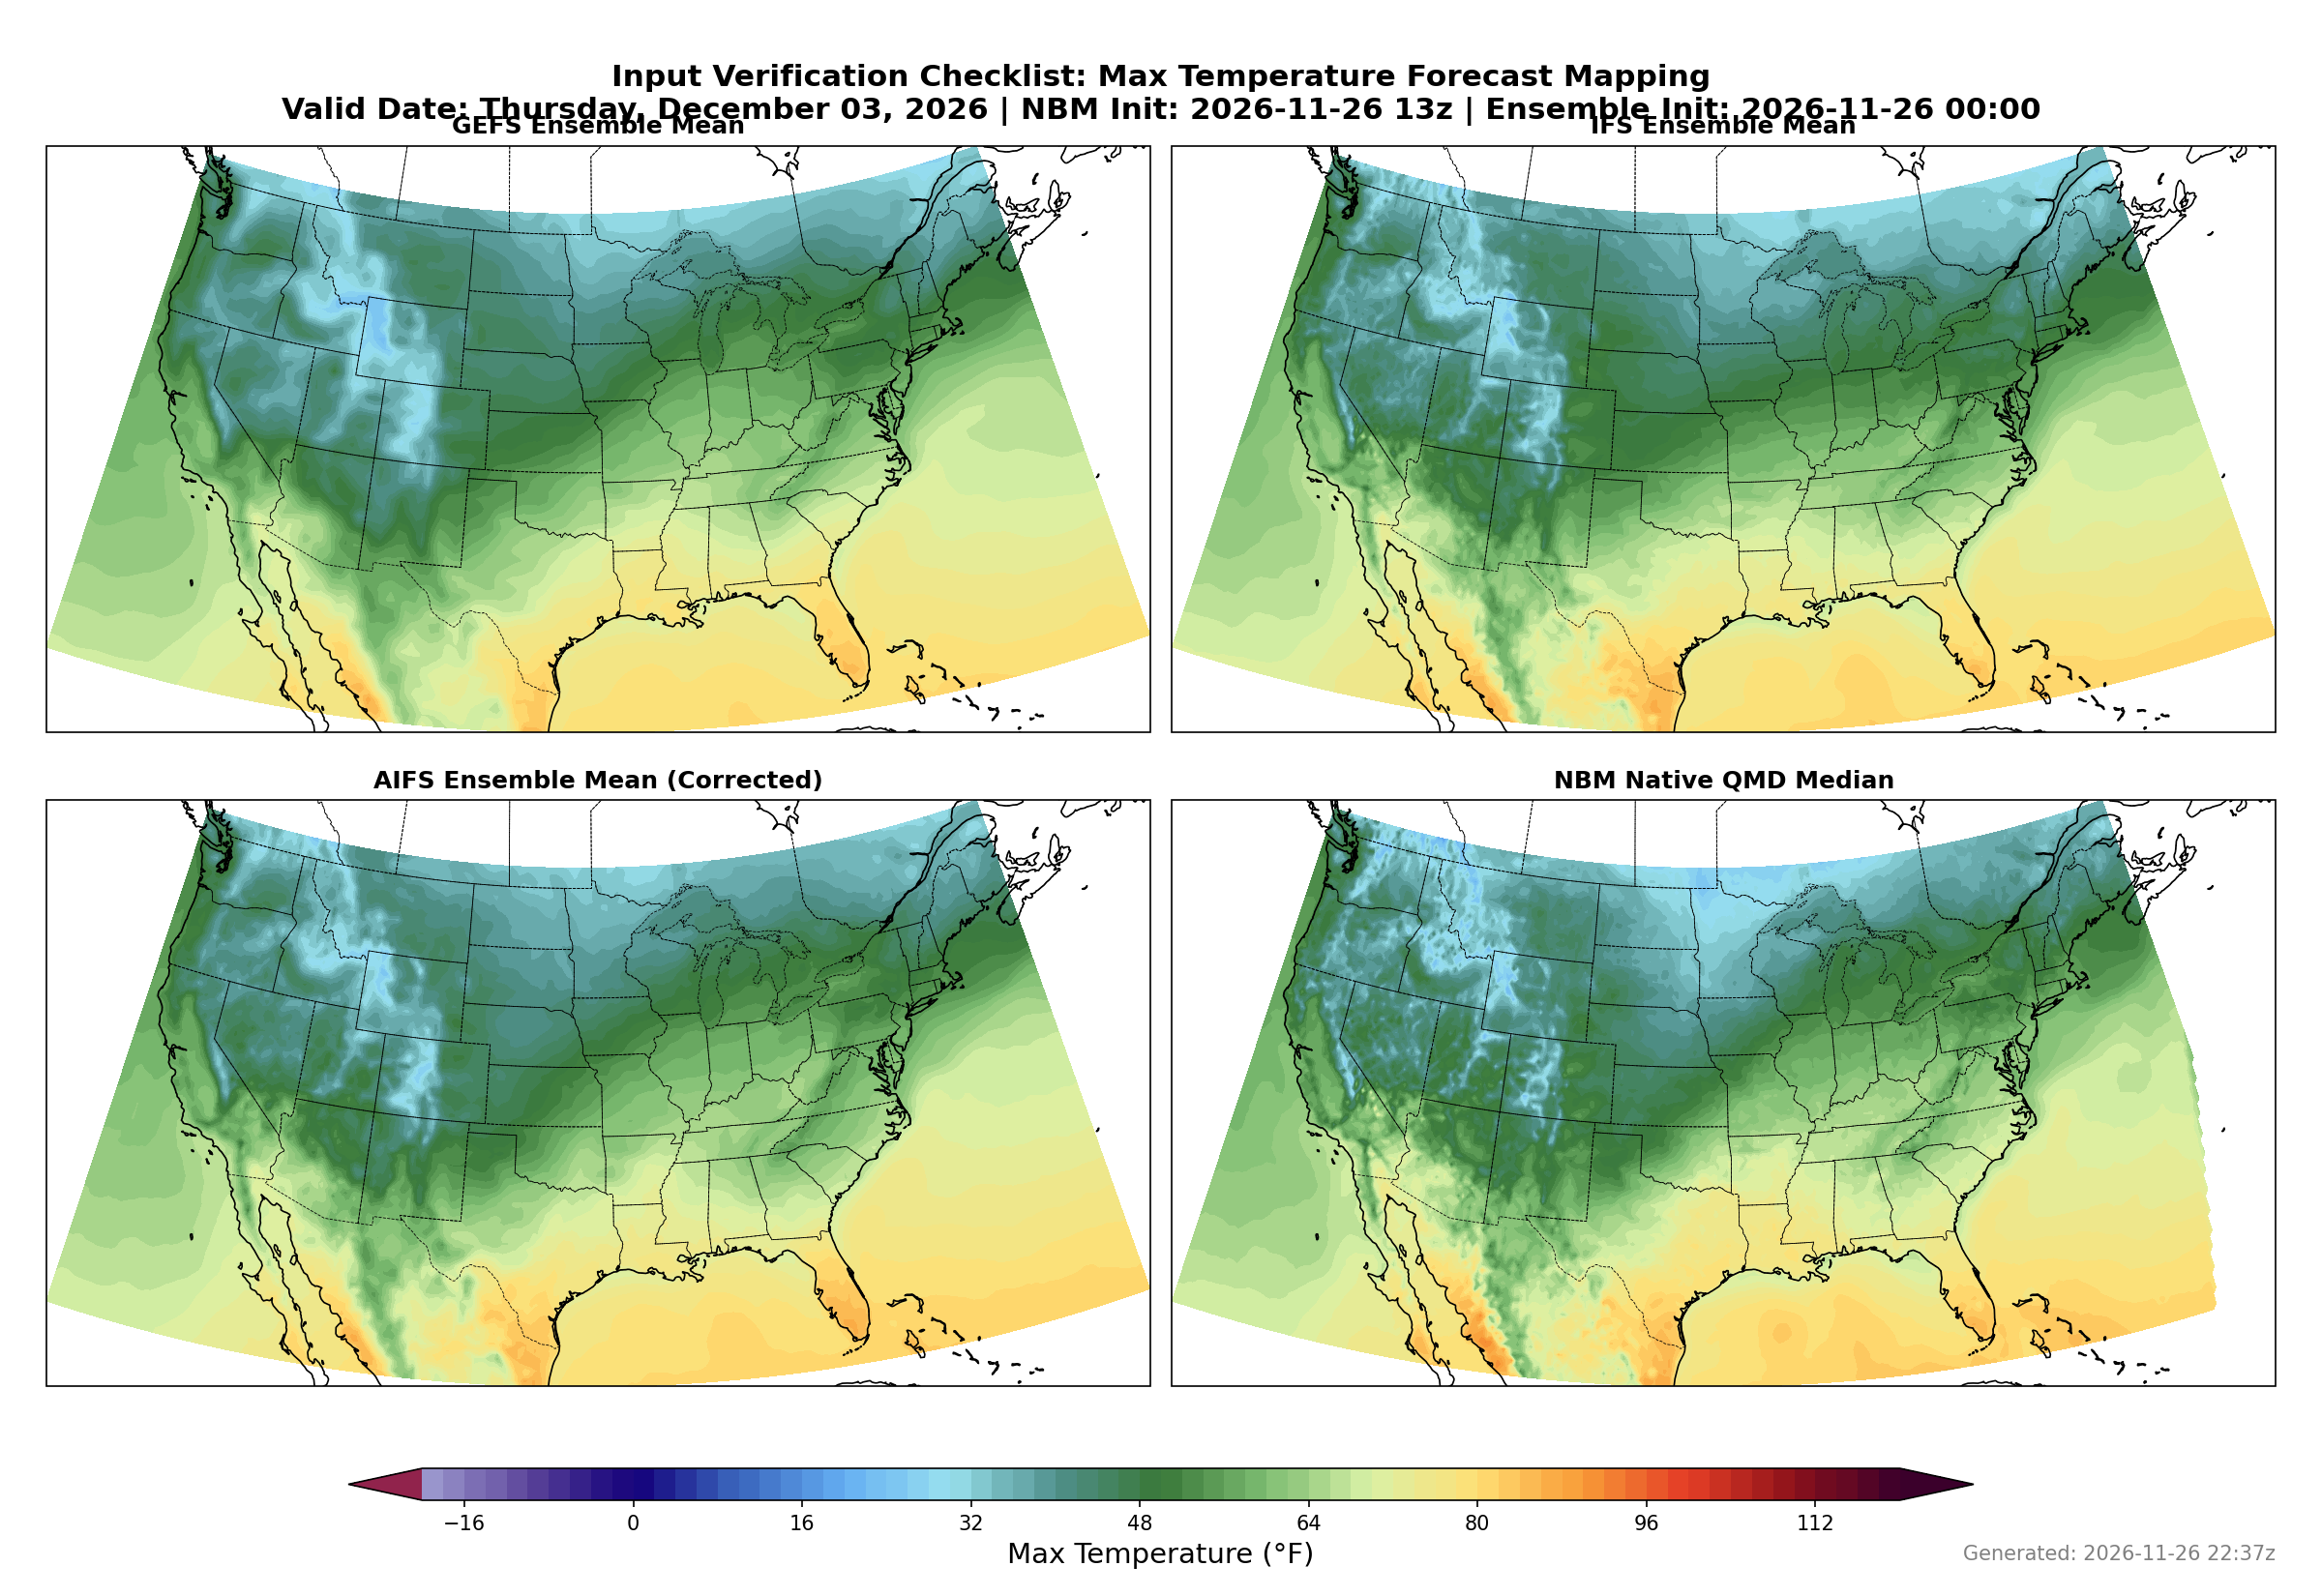 Input Verification Checklist: Max Temperature Forecast Mapping
Valid Date: Thursday, December 03, 2026 | NBM Init: 2026-11-26 13z | Ensemble Init: 2026-11-26 00:00
GEFS Ensemble Mean
IFS Ensemble Mean
AIFS Ensemble Mean (Corrected)
NBM Native QMD Median
−16 0 16 32 48 64 80 96 112
Max Temperature (°F)
Generated: 2026-11-26 22:37z